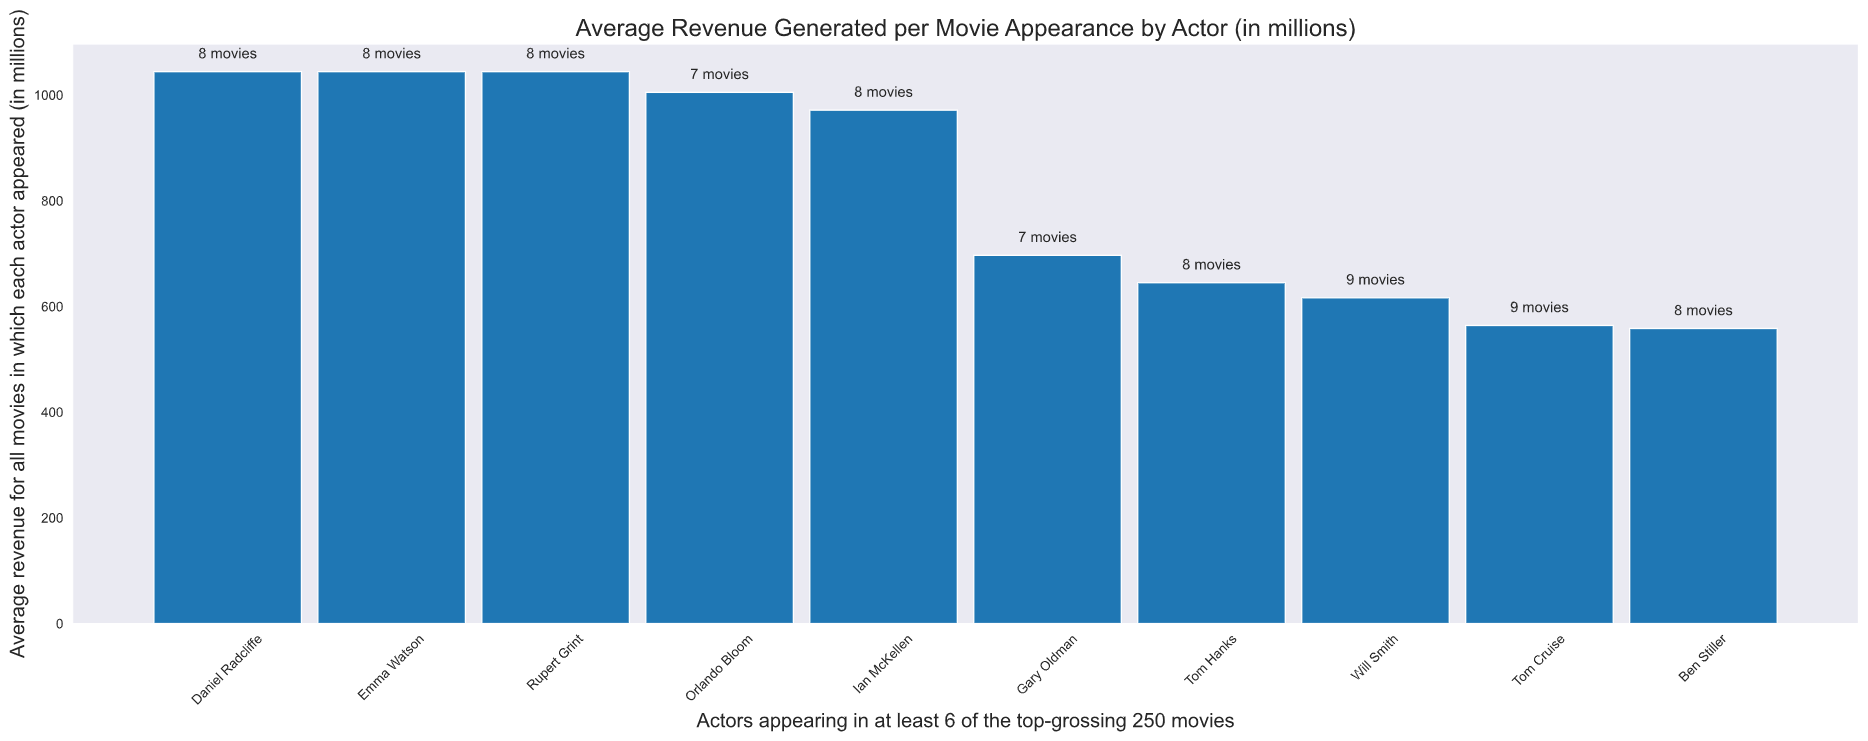 Average Revenue Generated per Movie Appearance by Actor (in millions)
Average revenue for all movies in which each actor appeared (in millions)
1000
800
600
400
200
0
8 movies
8 movies
8 movies
7 movies
8 movies
7 movies
8 movies
9 movies
9 movies
8 movies
Daniel Radcliffe
Emma Watson
Rupert Grint
Orlando Bloom
Ian McKellen
Gary Oldman
Tom Hanks
Will Smith
Tom Cruise
Ben Stiller
Actors appearing in at least 6 of the top-grossing 250 movies